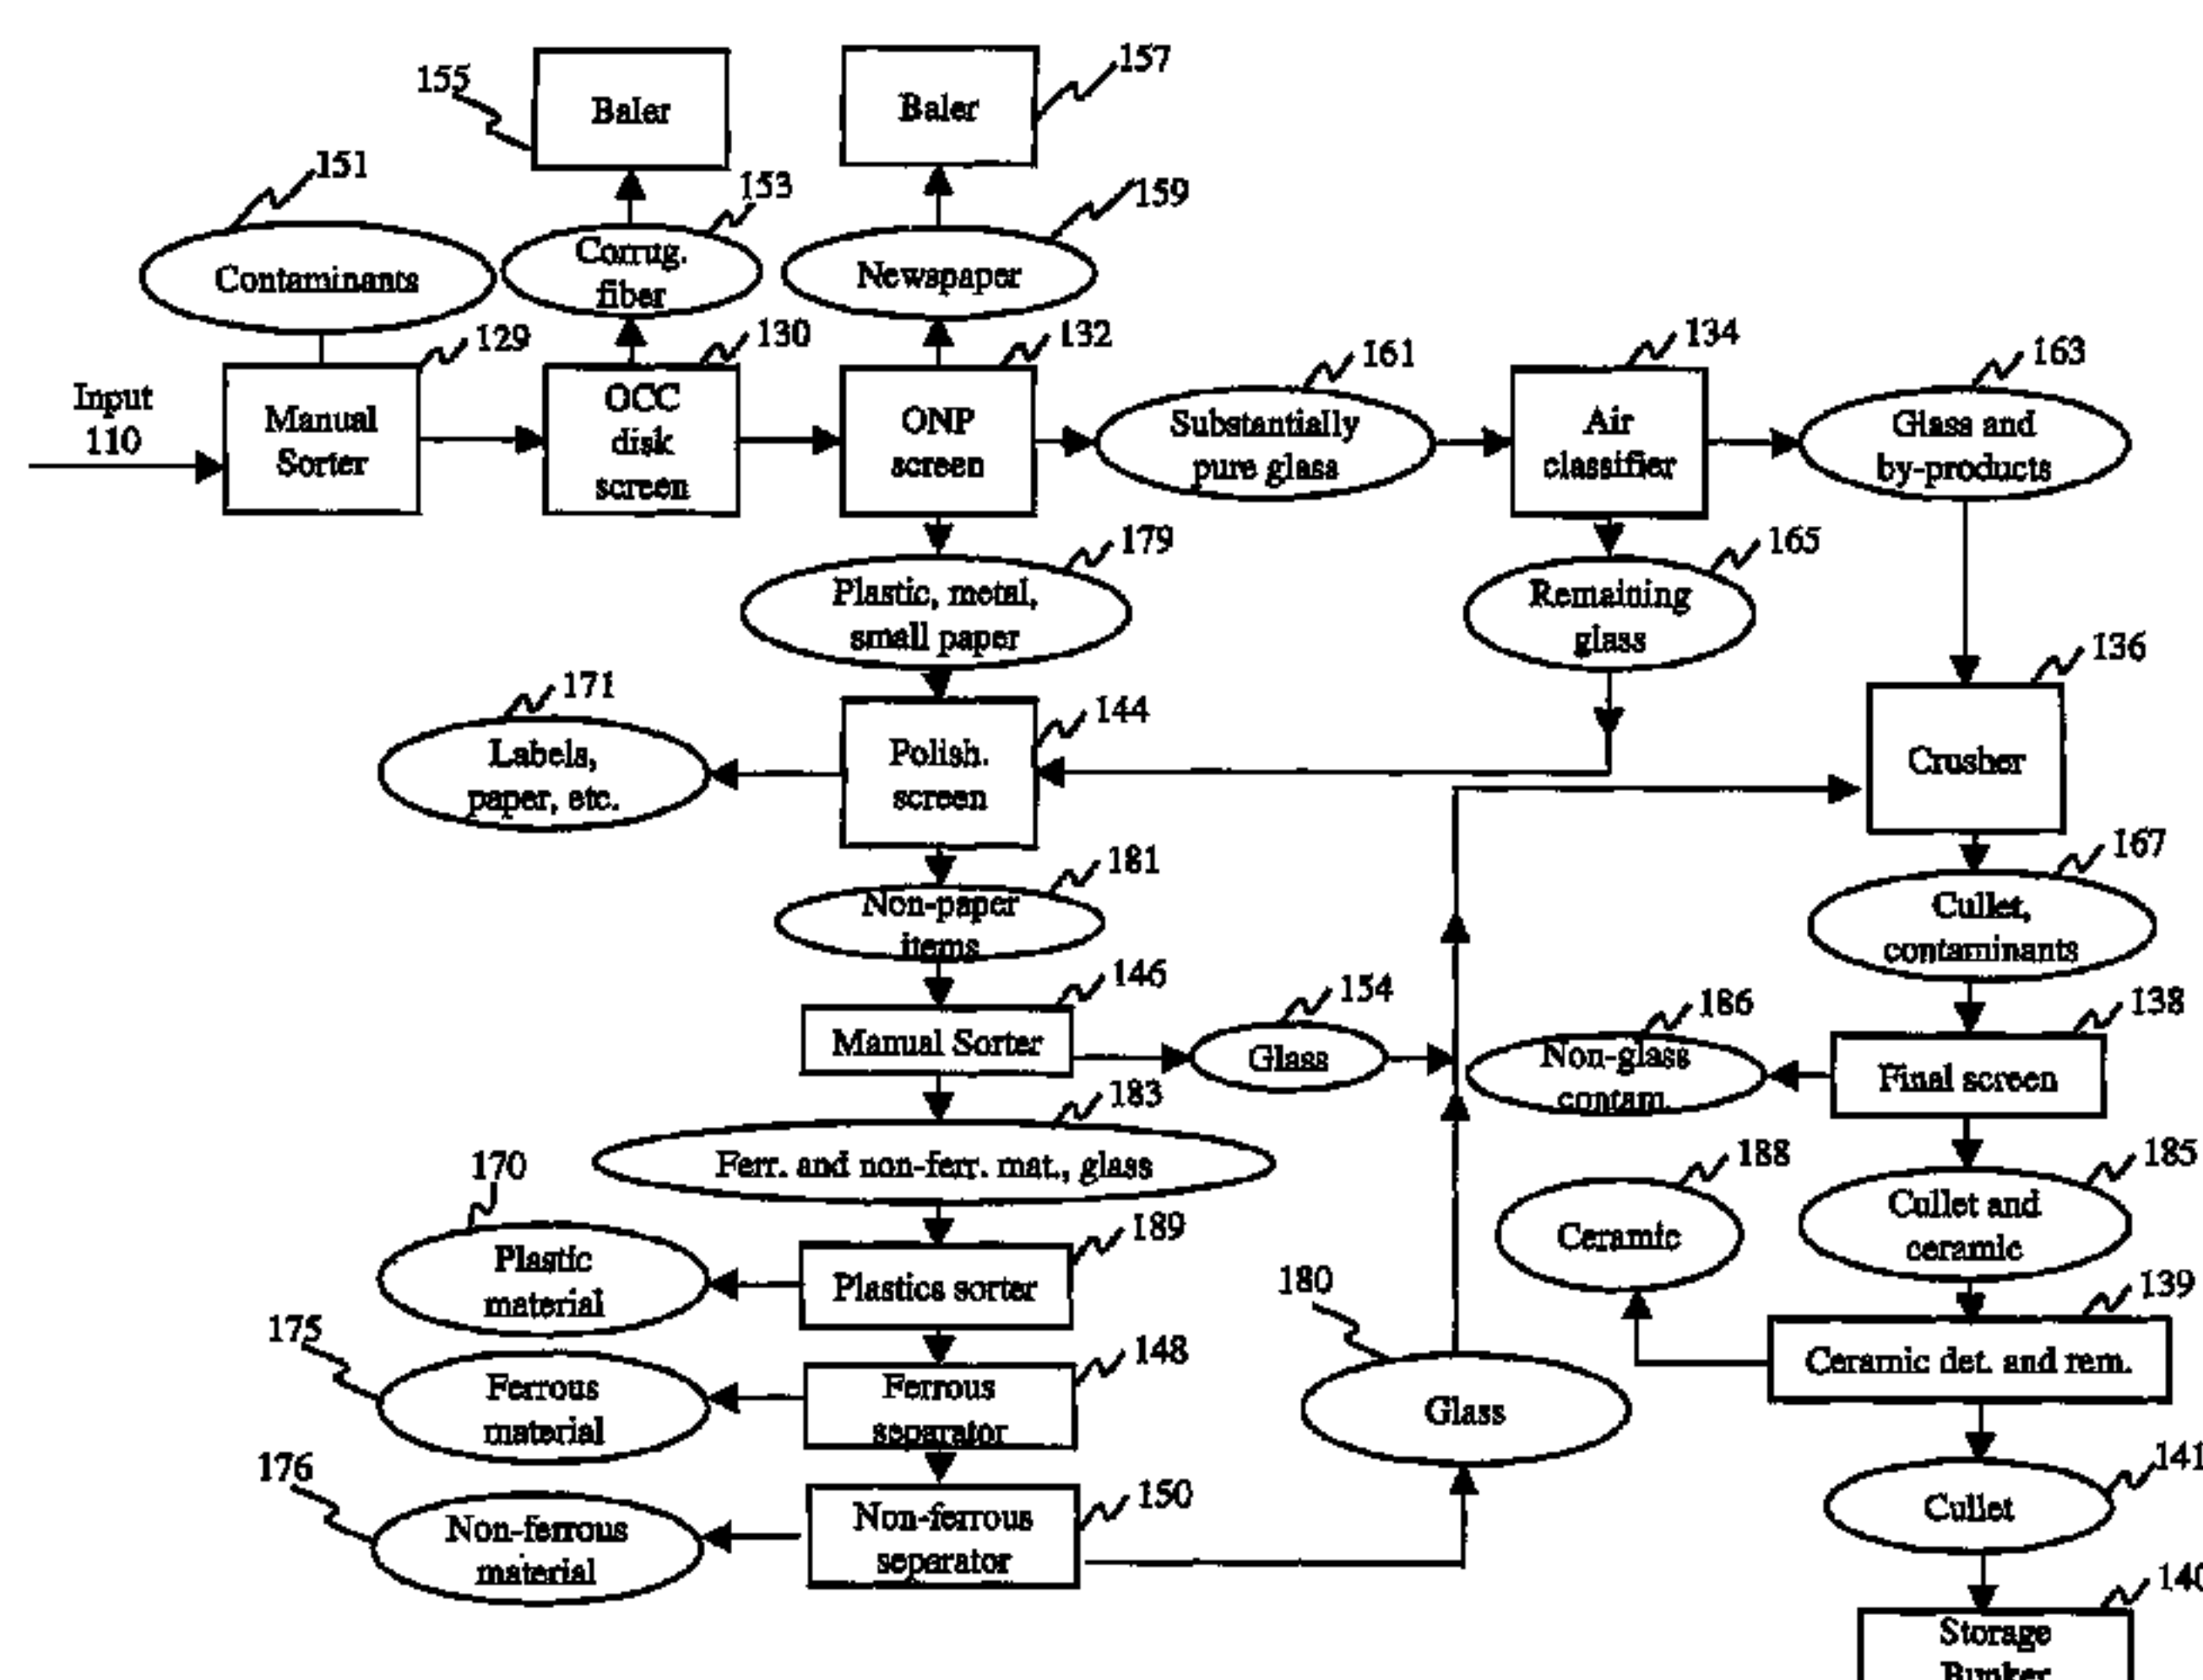 155
Baler
Baler
157
151
153
159
Contaminants
Corrug.
fiber
Newspaper
129
130
132
161
134
163
Input
110
Manual
Sorter
OCC
disk
screen
ONP
screen
Substantially
pure glass
Air
classifier
Glass and
by-products
179
165
Plastic, metal,
small paper
Remaining
glass
136
171
144
Labels,
paper, etc.
Polish.
screen
Crusher
181
167
Non-paper
items
Cullet,
contaminants
146
154
186
138
Manual Sorter
Glass
Non-glass
contam.
Final screen
183
188
185
170
Ferr. and non-ferr. mat., glass
Ceramic
Cullet and
ceramic
189
180
139
Plastic
material
Plastics sorter
175
148
Ceramic det. and rem.
Ferrous
material
Ferrous
separator
Glass
176
150
141
Non-ferrous
material
Non-ferrous
separator
Cullet
140
Storage
Bunker